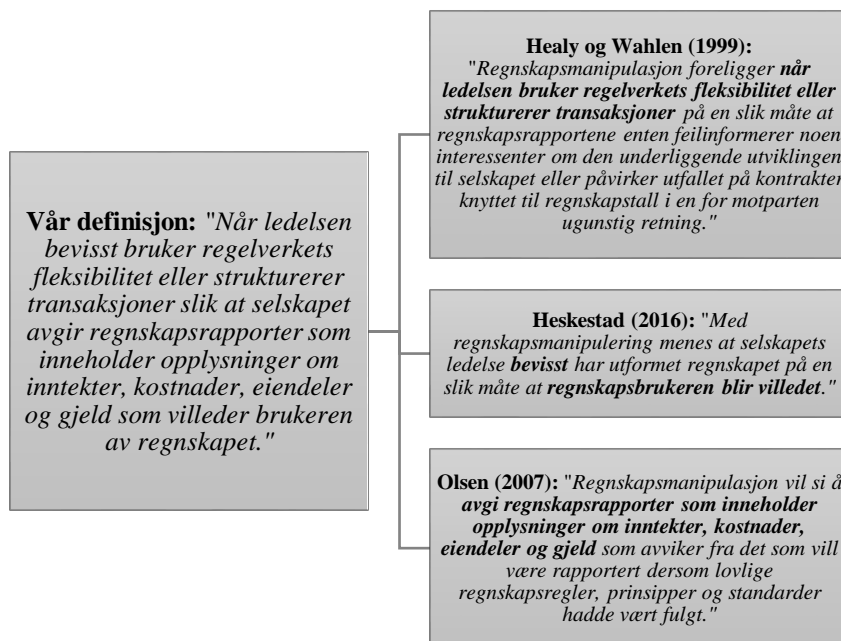 Vår definisjon: "Når ledelsen
bevisst bruker regelverkets
fleksibilitet eller strukturerer
transaksjoner slik at selskapet
avgir regnskapsrapporter som
inneholder opplysninger om
inntekter, kostnader, eiendeler
og gjeld som villeder brukeren
av regnskapet."
Healy og Wahlen (1999):
"Regnskapsmanipulasjon foreligger når
ledelsen bruker regelverkets fleksibilitet eller
strukturerer transaksjoner på en slik måte at
regnskapsrapportene enten feilinformerer noen
interessenter om den underliggende utviklingen
til selskapet eller påvirker utfallet på kontrakter
knyttet til regnskapstall i en for motparten
ugunstig retning."
Heskestad (2016): "Med
regnskapsmanipulering menes at selskapets
ledelse bevisst har utformet regnskapet på en
slik måte at regnskapsbrukeren blir villedet."
Olsen (2007): "Regnskapsmanipulasjon vil si å
avgi regnskapsrapporter som inneholder
opplysninger om inntekter, kostnader,
eiendeler og gjeld som avviker fra det som vill
være rapportert dersom lovlige
regnskapsregler, prinsipper og standarder
hadde vært fulgt."